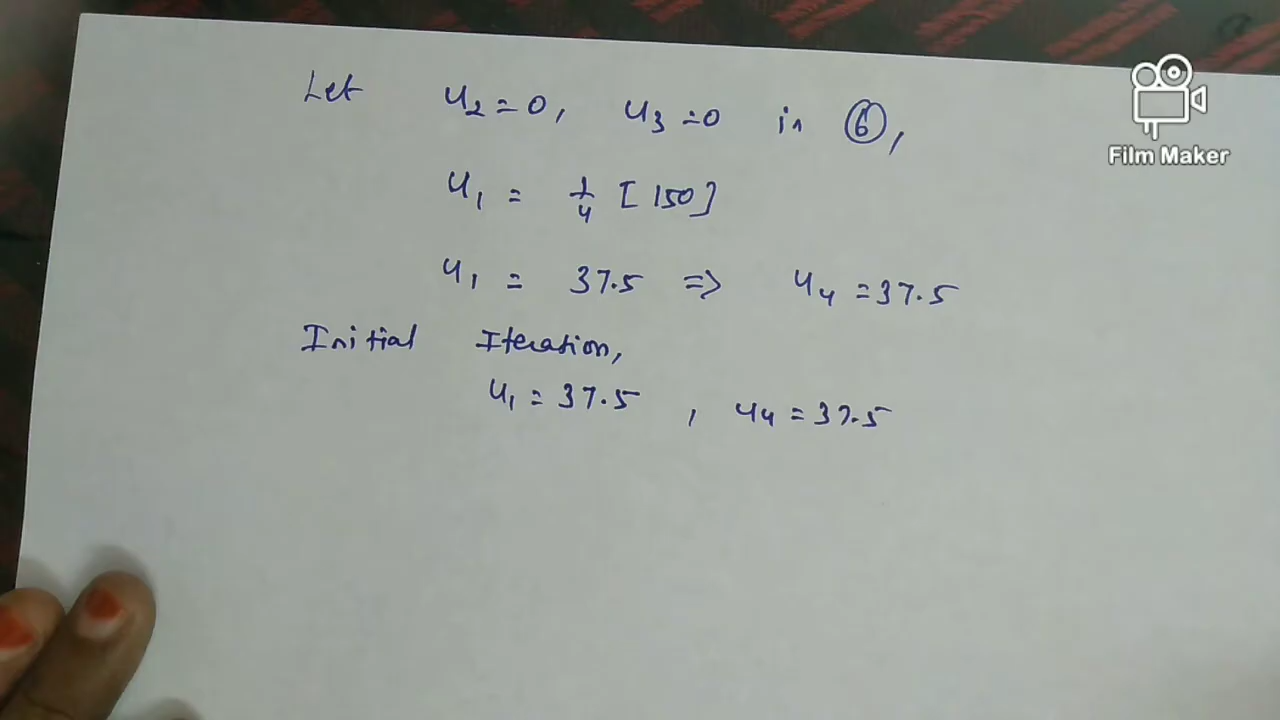 Let u₂ = 0, u₃ = 0 in ⑥,
u₁ = 1/4 [150]
u₁ = 37.5 => u₄ = 37.5
Initial Iteration,
u₁ = 37.5 , u₄ = 37.5
Film Maker